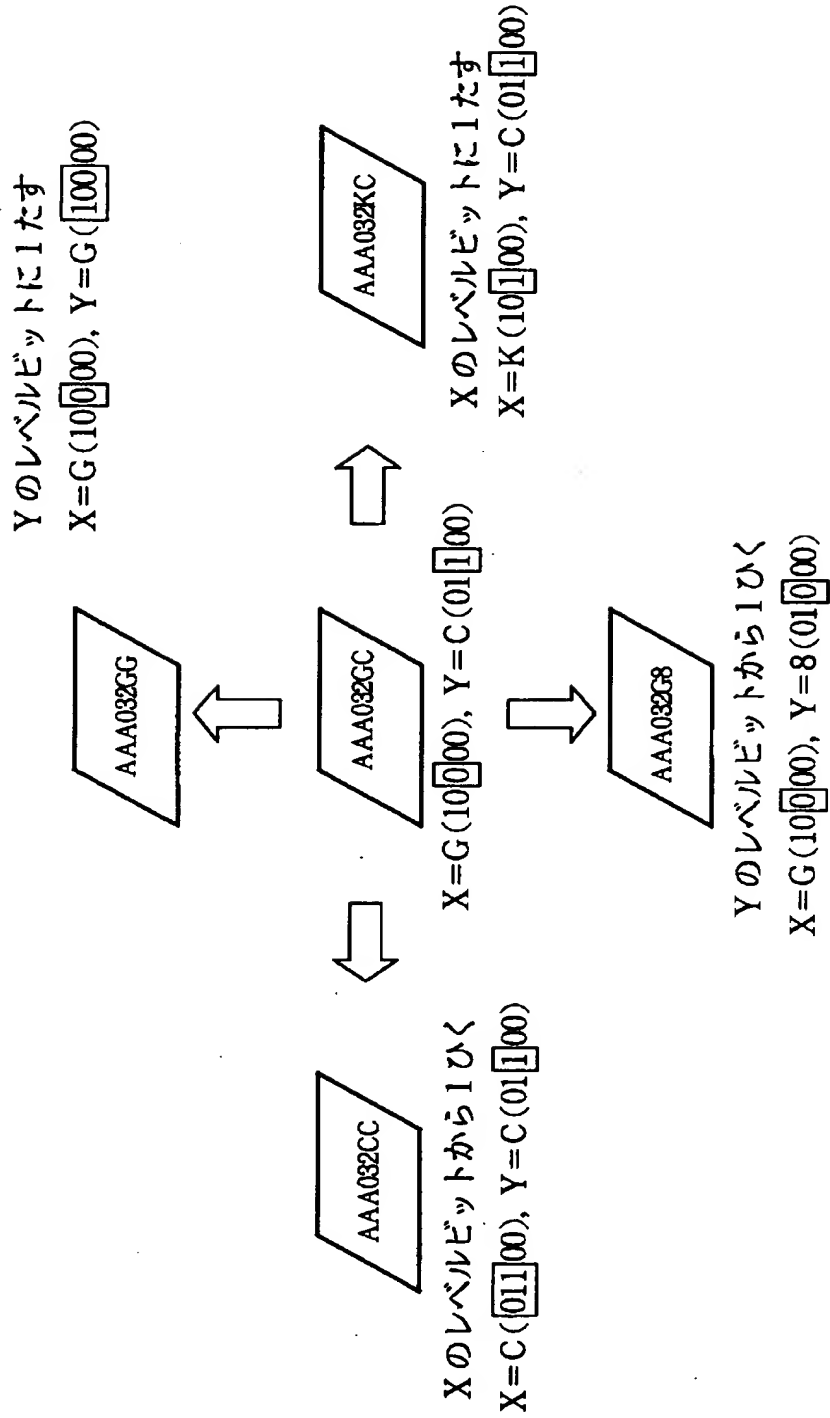 Yのレベルビットに1たす
X=G(10000), Y=G(10000)
AAA032GG
AAA032CC
Xのレベルビットから1ひく
X=C(01100), Y=C(01100)
AAA032GC
X=G(10000), Y=C(01100)
AAA032KC
Xのレベルビットに1たす
X=K(10100), Y=C(01100)
AAA032G8
Yのレベルビットから1ひく
X=G(10000), Y=8(01000)